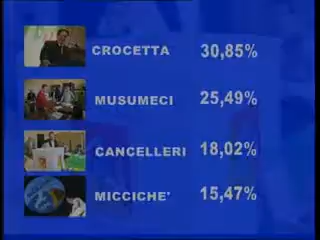 CROCETTA 30,85%
MUSUMECI 25,49%
CANCELLERI 18,02%
MICCICHE' 15,47%